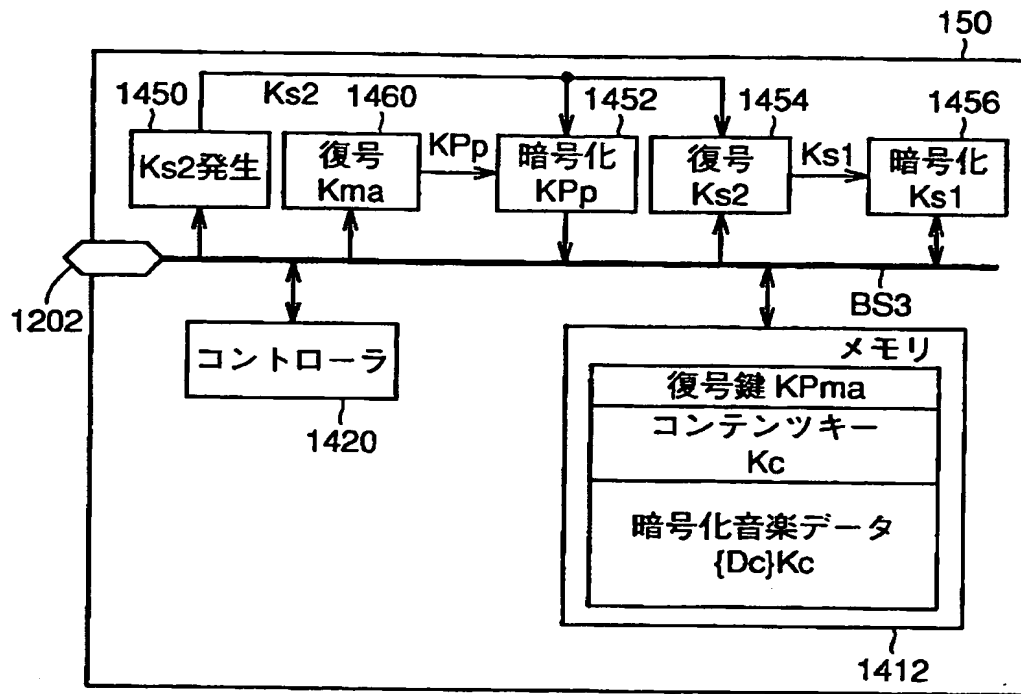 150
1450
Ks2
1460
1452
1454
1456
Ks2発生
復号
Kma
KPp
暗号化
KPp
復号
Ks2
Ks1
暗号化
Ks1
1202
BS3
コントローラ
1420
メモリ
復号鍵 KPma
コンテンツキー
Kc
暗号化音楽データ
{Dc}Kc
1412